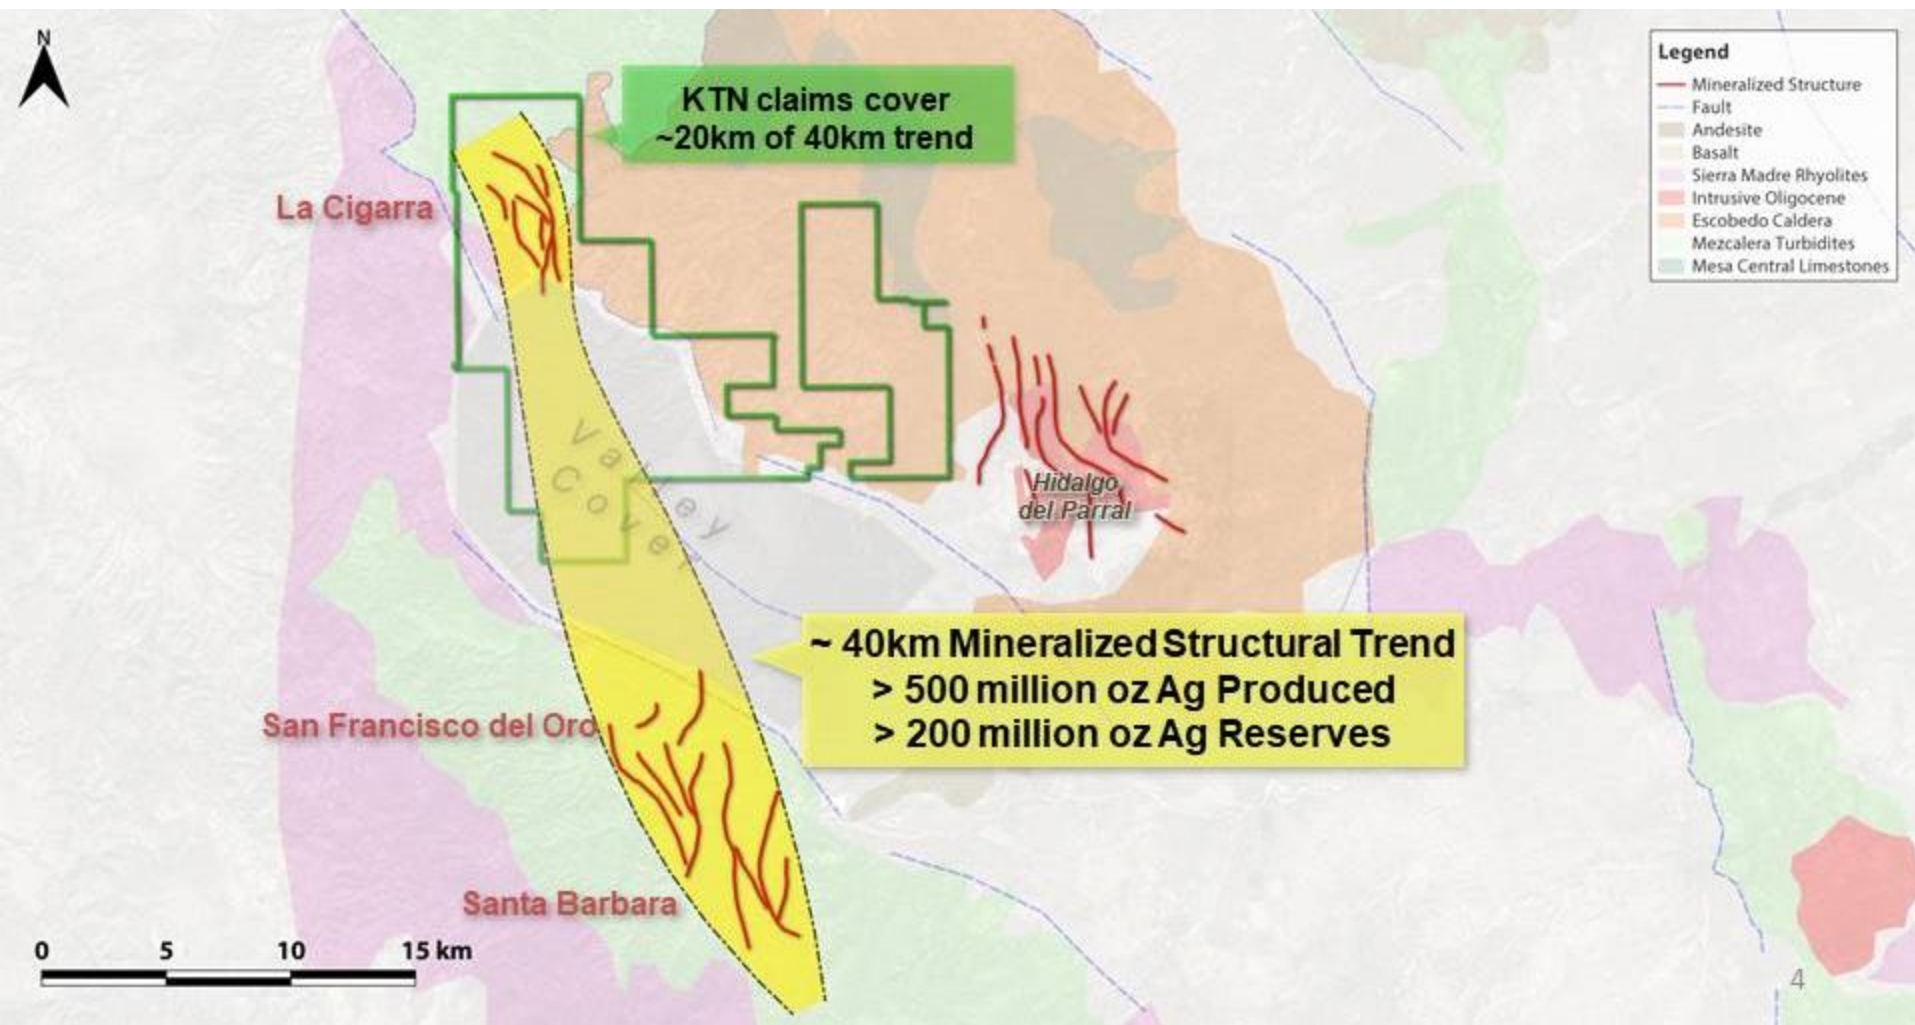 N
KTN claims cover
~20km of 40km trend
Legend
Mineralized Structure
Fault
Andesite
Basalt
Sierra Madre Rhyolites
Intrusive Oligocene
Escobedo Caldera
Mezcalera Turbidites
Mesa Central Limestones
La Cigarra
Valley
Cover
Hidalgo
del Parral
~ 40km Mineralized Structural Trend
> 500 million oz Ag Produced
> 200 million oz Ag Reserves
San Francisco del Oro
Santa Barbara
0 5 10 15 km
4